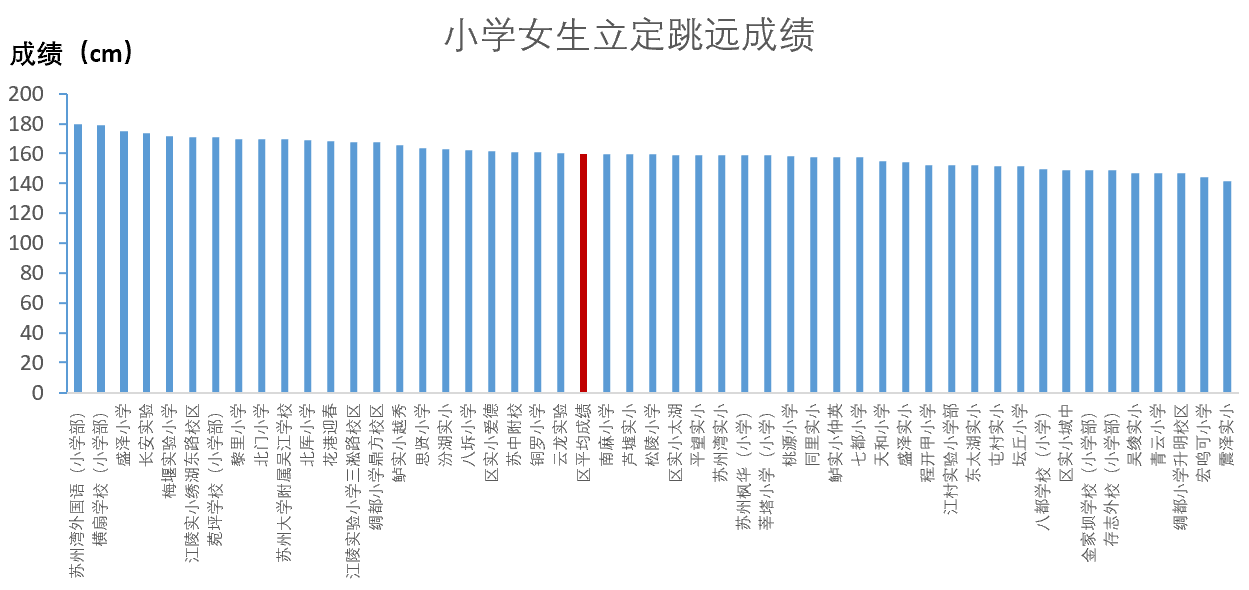 小学女生立定跳远成绩
成绩（cm）
200
180
160
140
120
100
80
60
40
20
0
苏州湾外国语（小学部）
横扇学校（小学部）
盛泽小学
长安实验
梅堰实验小学
江陵实小绣湖东路校区
菀坪学校（小学部）
黎里小学
北门小学
苏州大学附属吴江学校
北厍小学
花港迎春
江陵实验小学三淞路校区
绸都小学鼎方校区
鲈实小越秀
思贤小学
汾湖实小
八坼小学
区实小爱德
苏中附校
铜罗小学
云龙实验
区平均成绩
南麻小学
芦墟实小
松陵小学
区实小太湖
平望实小
苏州湾实小
苏州枫华（小学）
莘塔小学（小学）
桃源小学
同里实小
鲈实小仲英
七都小学
天和小学
盛泽实小
程开甲小学
江村实验小学部
东太湖实小
屯村实小
坛丘小学
八都学校（小学）
区实小城中
金家坝学校（小学部）
存志外校（小学部）
吴绫实小
青云小学
绸都小学升明校区
宏鸣可小学
震泽实小